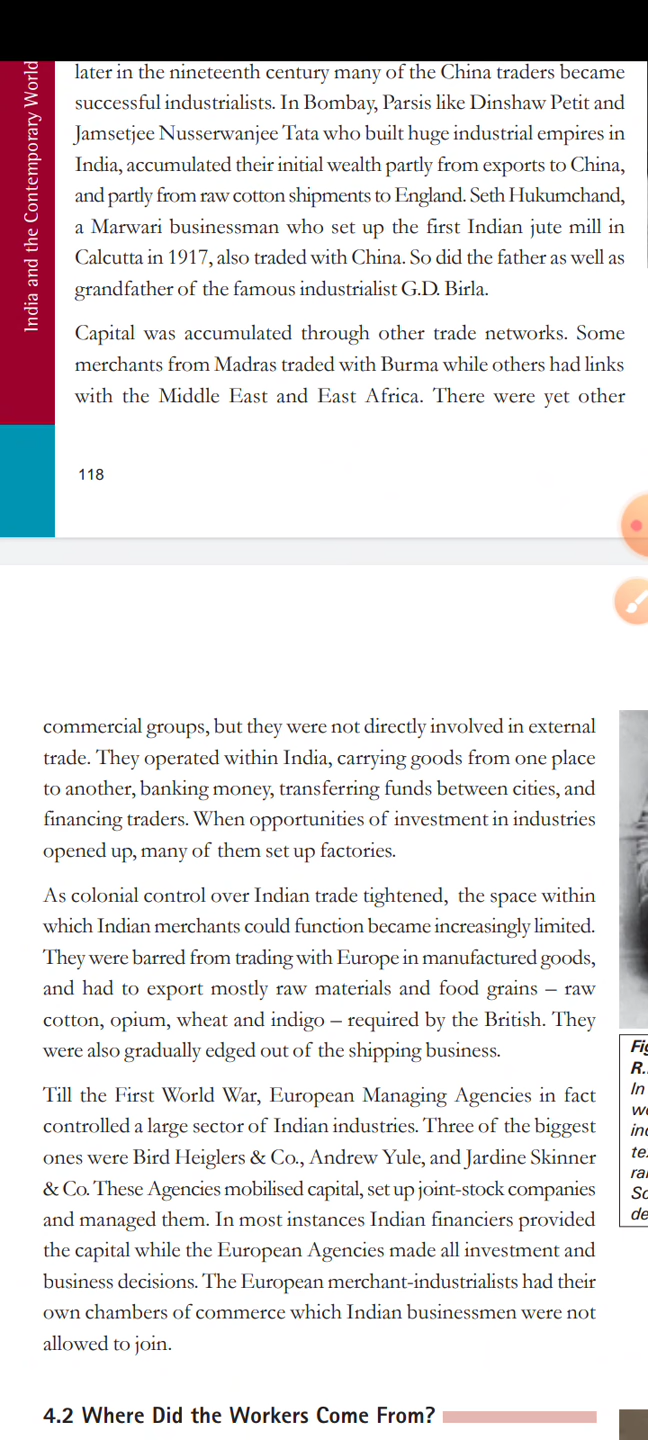 India and the Contemporary World
later in the nineteenth century many of the China traders became
successful industrialists. In Bombay, Parsis like Dinshaw Petit and
Jamsetjee Nusserwanjee Tata who built huge industrial empires in
India, accumulated their initial wealth partly from exports to China,
and partly from raw cotton shipments to England. Seth Hukumchand,
a Marwari businessman who set up the first Indian jute mill in
Calcutta in 1917, also traded with China. So did the father as well as
grandfather of the famous industrialist G.D. Birla.
Capital was accumulated through other trade networks. Some
merchants from Madras traded with Burma while others had links
with the Middle East and East Africa. There were yet other
118
commercial groups, but they were not directly involved in external
trade. They operated within India, carrying goods from one place
to another, banking money, transferring funds between cities, and
financing traders. When opportunities of investment in industries
opened up, many of them set up factories.
As colonial control over Indian trade tightened, the space within
which Indian merchants could function became increasingly limited.
They were barred from trading with Europe in manufactured goods,
and had to export mostly raw materials and food grains – raw
cotton, opium, wheat and indigo – required by the British. They
were also gradually edged out of the shipping business.
Till the First World War, European Managing Agencies in fact
controlled a large sector of Indian industries. Three of the biggest
ones were Bird Heiglers & Co., Andrew Yule, and Jardine Skinner
& Co. These Agencies mobilised capital, set up joint-stock companies
and managed them. In most instances Indian financiers provided
the capital while the European Agencies made all investment and
business decisions. The European merchant-industrialists had their
own chambers of commerce which Indian businessmen were not
allowed to join.
R.
In
4.2 Where Did the Workers Come From?